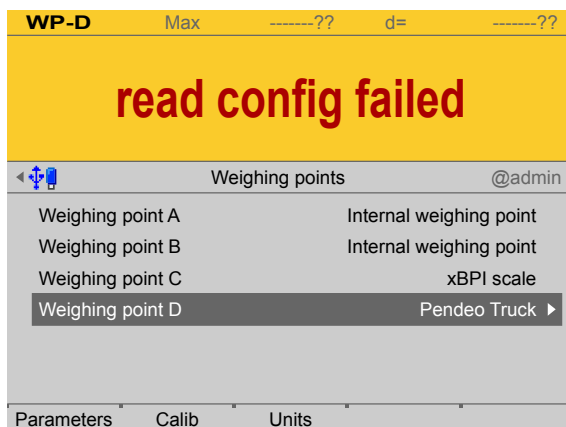 WP-D Max -------?? d= -------??
read config failed
Weighing points @admin
Weighing point A Internal weighing point
Weighing point B Internal weighing point
Weighing point C xBPI scale
Weighing point D Pendeo Truck
Parameters Calib Units